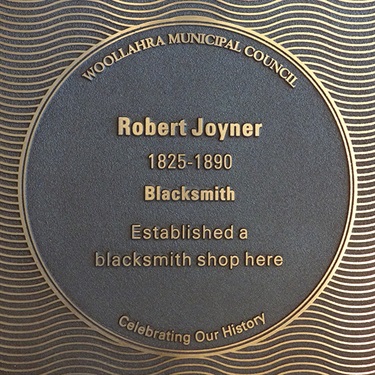 WOOLLAHRA MUNICIPAL COUNCIL
Robert Joyner
1825-1890
Blacksmith
Established a
blacksmith shop here
Celebrating Our History